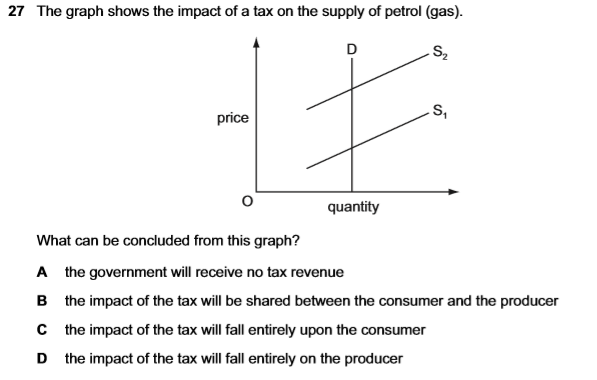 27 The graph shows the impact of a tax on the supply of petrol (gas).
D
S₂
price
S₁
O
quantity
What can be concluded from this graph?
A the government will receive no tax revenue
B the impact of the tax will be shared between the consumer and the producer
C the impact of the tax will fall entirely upon the consumer
D the impact of the tax will fall entirely on the producer